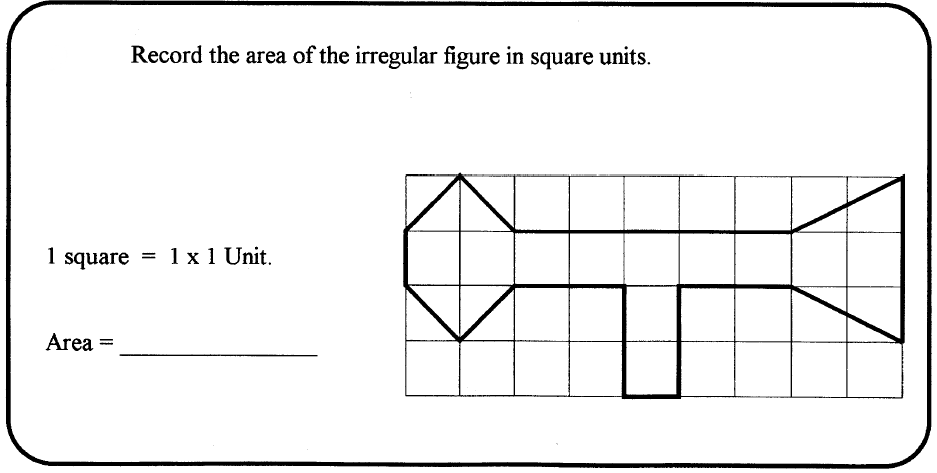 Record the area of the irregular figure in square units.
1 square = 1 x 1 Unit.
Area =